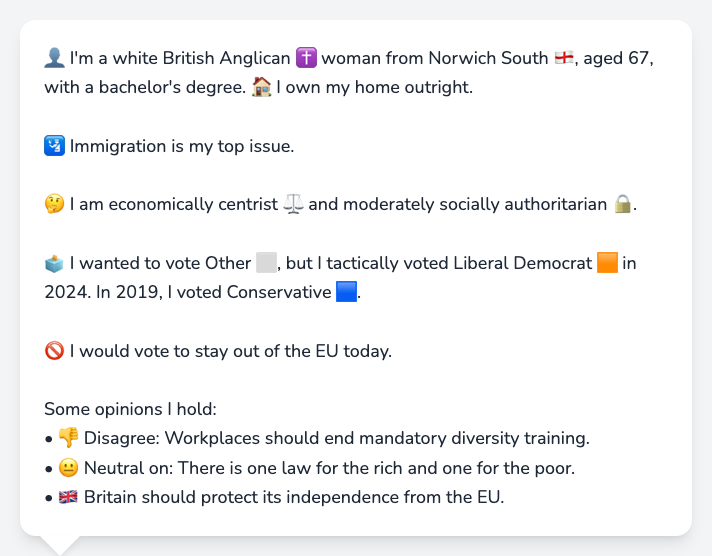 👤 I'm a white British Anglican ✝️ woman from Norwich South 🏴󠁧󠁢󠁥󠁮󠁧󠁿, aged 67,
with a bachelor's degree. 🏠 I own my home outright.
🛂 Immigration is my top issue.
🤔 I am economically centrist ⚖️ and moderately socially authoritarian 🔒.
🗳️ I wanted to vote Other ⬜, but I tactically voted Liberal Democrat 🟧 in
2024. In 2019, I voted Conservative 🟦.
🚫 I would vote to stay out of the EU today.
Some opinions I hold:
• 👎 Disagree: Workplaces should end mandatory diversity training.
• 😐 Neutral on: There is one law for the rich and one for the poor.
• 🇬🇧 Britain should protect its independence from the EU.